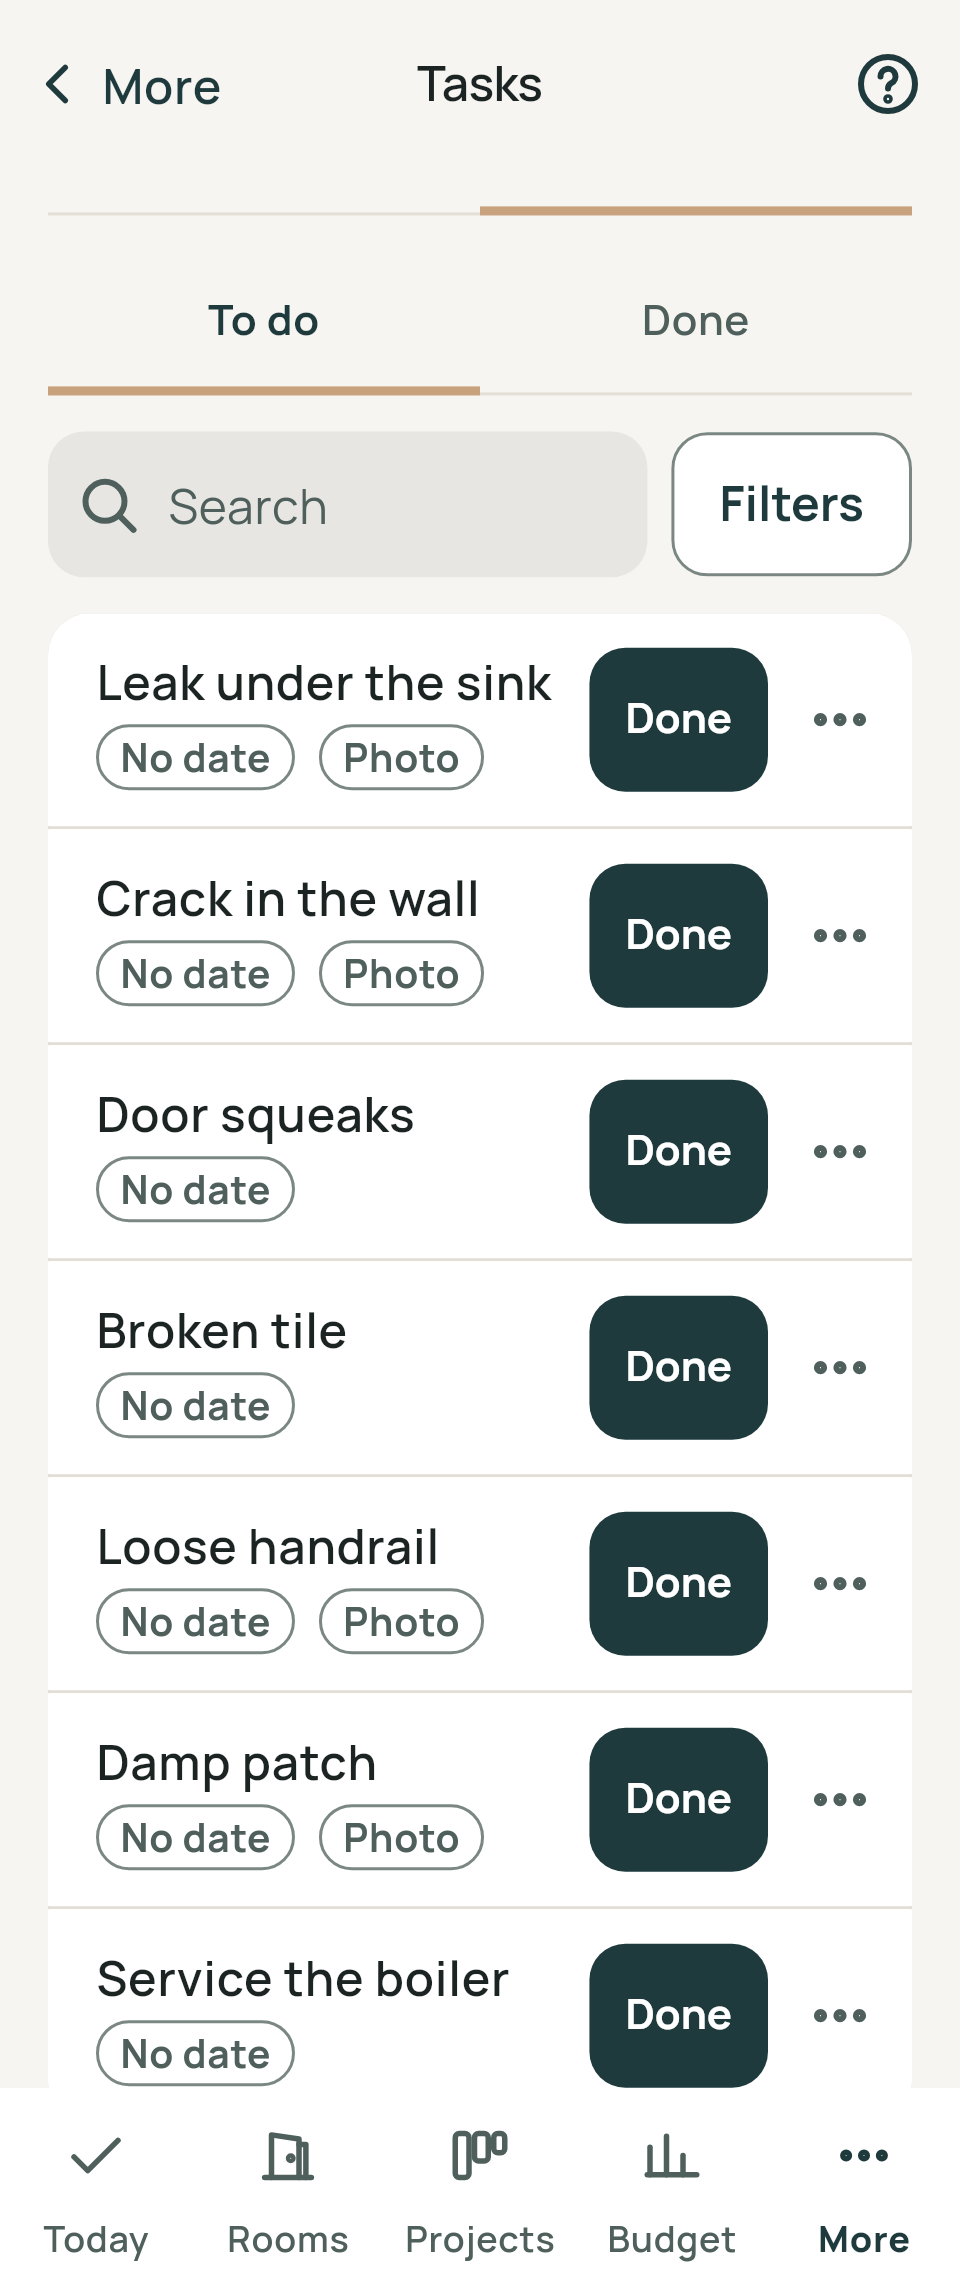 More
Tasks
To do
Done
Search
Filters
Leak under the sink
No date
Photo
Done
Crack in the wall
No date
Photo
Done
Door squeaks
No date
Done
Broken tile
No date
Done
Loose handrail
No date
Photo
Done
Damp patch
No date
Photo
Done
Service the boiler
No date
Done
Today
Rooms
Projects
Budget
More